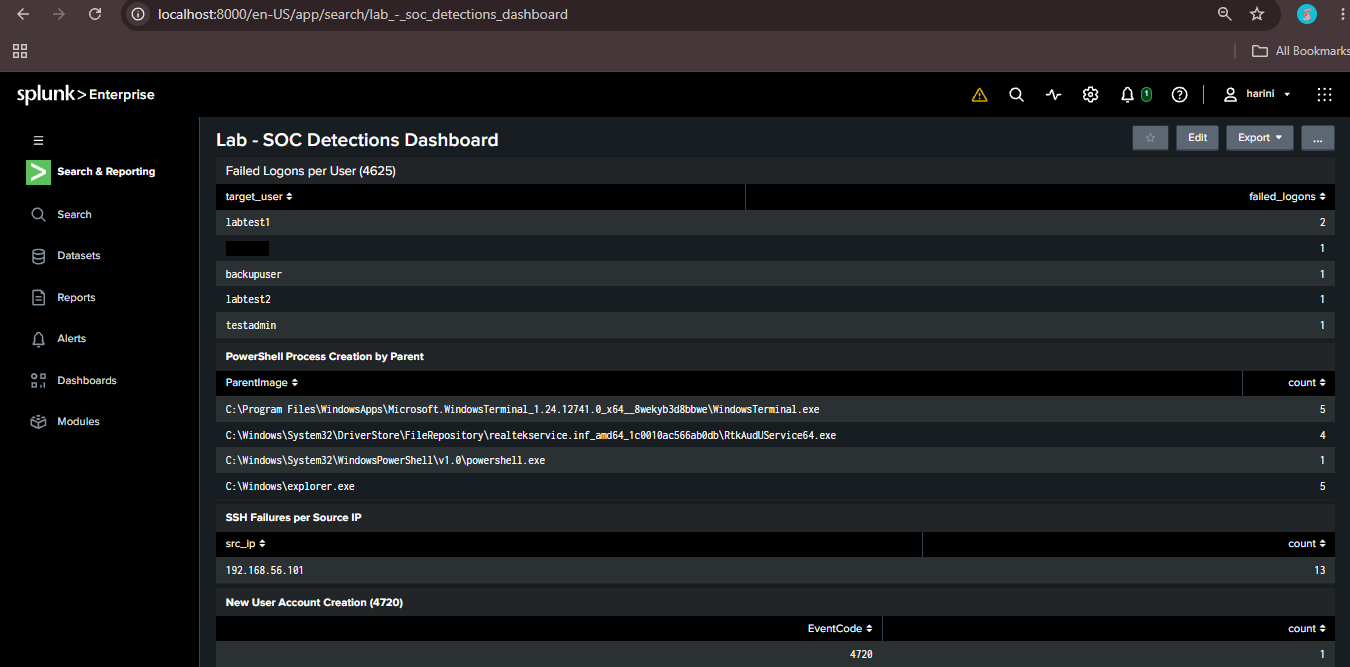 localhost:8000/en-US/app/search/lab_-_soc_detections_dashboard
All Bookmarks
splunk>Enterprise
1
harini
Lab - SOC Detections Dashboard
Edit
Export
...
Search & Reporting
Search
Datasets
Reports
Alerts
Dashboards
Modules
Failed Logons per User (4625)
target_user failed_logons
labtest1 2
1
backupuser 1
labtest2 1
testadmin 1
PowerShell Process Creation by Parent
ParentImage count
C:\Program Files\WindowsApps\Microsoft.WindowsTerminal_1.24.12741.0_x64__8wekyb3d8bbwe\WindowsTerminal.exe 5
C:\Windows\System32\DriverStore\FileRepository\realtekservice.inf_amd64_1c0010ac566ab0db\RtkAudUService64.exe 4
C:\Windows\System32\WindowsPowerShell\v1.0\powershell.exe 1
C:\Windows\explorer.exe 5
SSH Failures per Source IP
src_ip count
192.168.56.101 13
New User Account Creation (4720)
EventCode count
4720 1